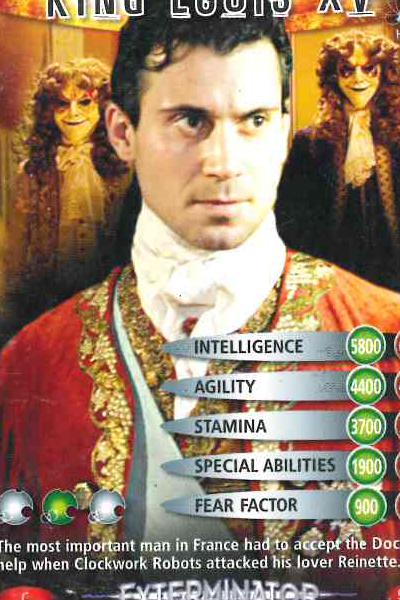 KING LOUIS XV
INTELLIGENCE 5800
AGILITY 4400
STAMINA 3700
SPECIAL ABILITIES 1900
FEAR FACTOR 900
The most important man in France had to accept the Doc
help when Clockwork Robots attacked his lover Reinette.
EXTERMINATOR